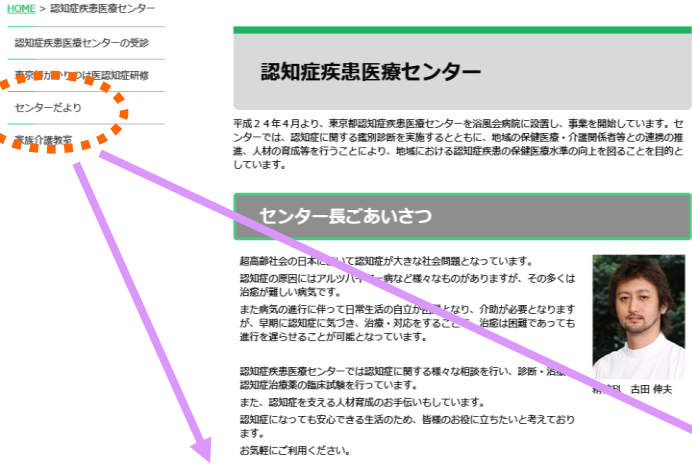 HOME > 認知症疾患医療センター
認知症疾患医療センターの受診
東京都かかりつけ医認知症研修
センターだより
家族介護教室
認知症疾患医療センター
平成２４年４月より、東京都認知症疾患医療センターを浴風会病院に設置し、事業を開始しています。セ
ンターでは、認知症に関する鑑別診断を実施するとともに、地域の保健医療・介護関係者等との連携の推
進、人材の育成等を行うことにより、地域における認知症疾患の保健医療水準の向上を図ることを目的と
しています。
センター長ごあいさつ
超高齢社会の日本において認知症が大きな社会問題となっています。
認知症の原因にはアルツハイマー病など様々なものがありますが、その多くは
治癒が難しい病気です。
また病気の進行に伴って日常生活の自立が困難となり、介助が必要となります
が、早期に認知症に気づき、治療・対応をすることで、治癒は困難であっても
進行を遅らせることが可能となっています。
認知症疾患医療センターでは認知症に関する様々な相談を行い、診断・治療
認知症治療薬の臨床試験を行っています。
また、認知症を支える人材育成のお手伝いもしています。
認知症になっても安心できる生活のため、皆様のお役に立ちたいと考えており
ます。
お気軽にご利用ください。
精神科 古田 伸夫